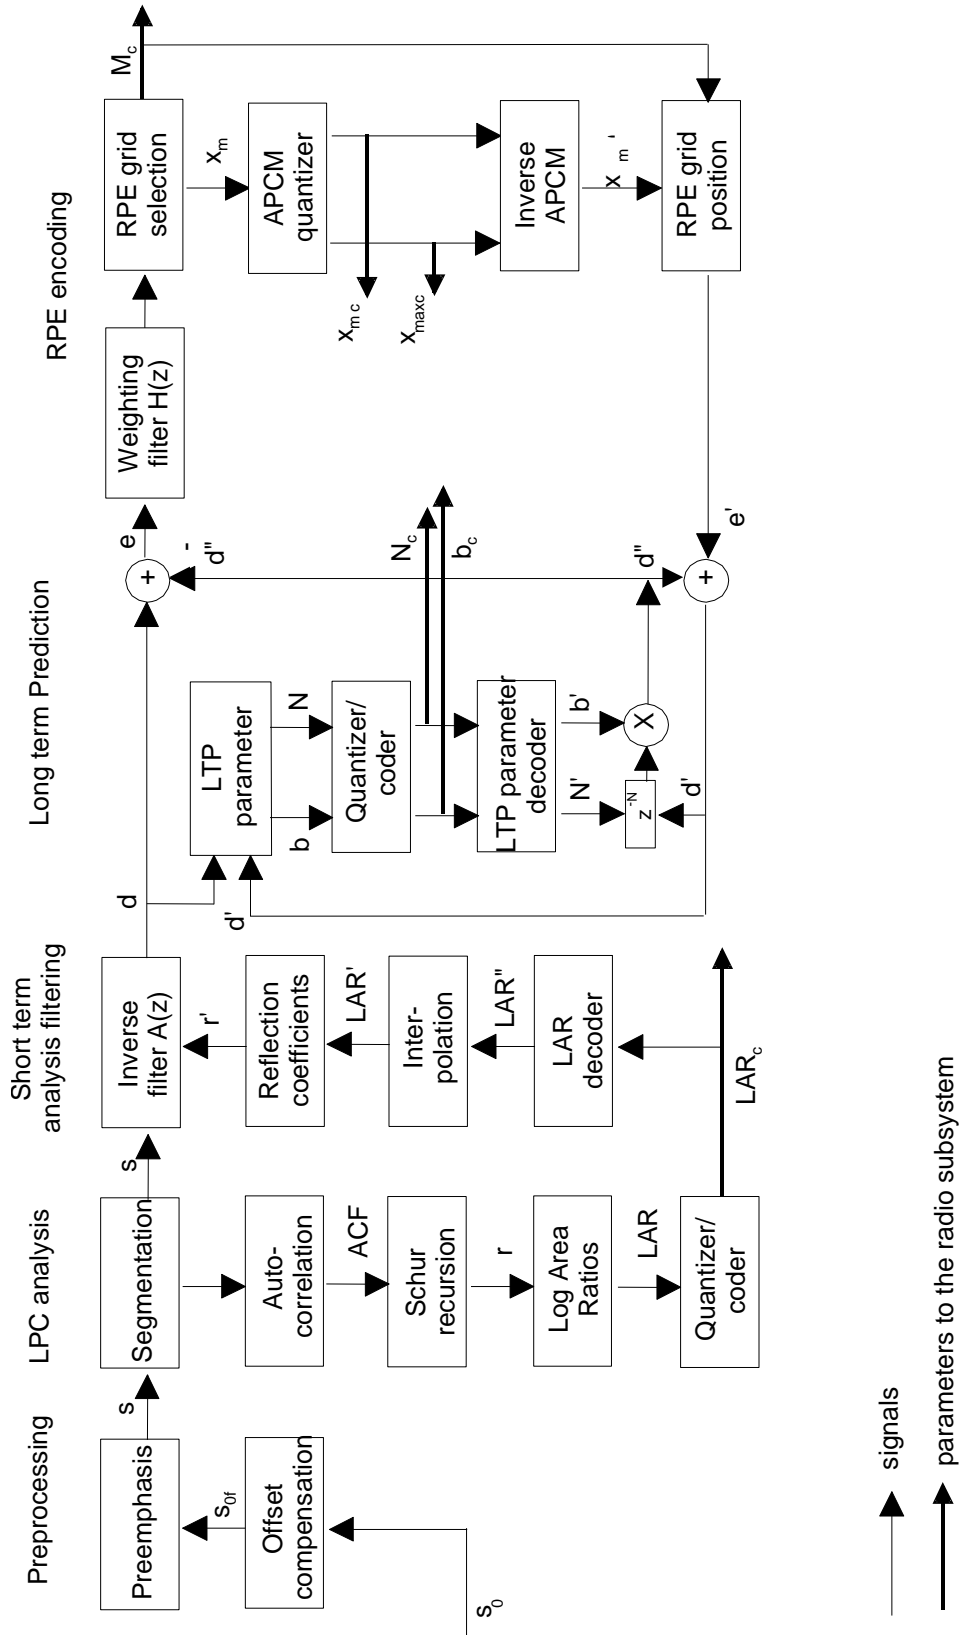 Preprocessing
LPC analysis
Short term
analysis filtering
Long term Prediction
RPE encoding
s0
Offset
compensation
s0f
Preemphasis
s
Segmentation
s
Auto-
correlation
ACF
Schur
recursion
r
Log Area
Ratios
LAR
Quantizer/
coder
LARc
LAR
decoder
LAR''
Inter-
polation
LAR'
Reflection
coefficients
r'
Inverse
filter A(z)
d
d'
LTP
parameter
b
N
Quantizer/
coder
Nc
bc
LTP parameter
decoder
N'
b'
z-N
X
d'
d''
+
-
d''
+
e
e'
Weighting
filter H(z)
RPE grid
selection
Mc
xm
APCM
quantizer
xmc
xmaxc
Inverse
APCM
xm'
RPE grid
position
signals
parameters to the radio subsystem